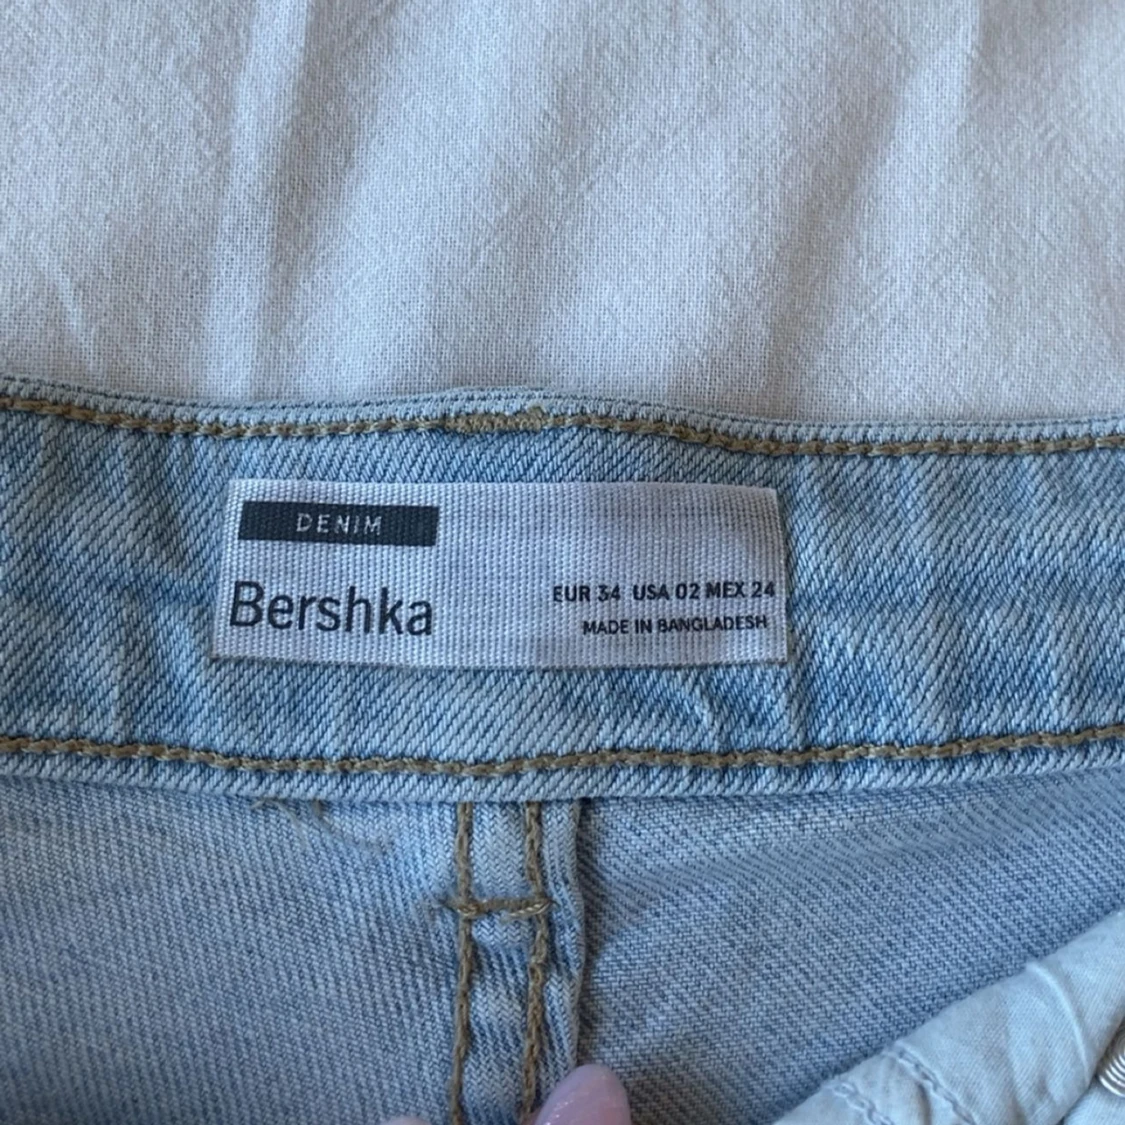 DENIM
Bershka
EUR 34 USA 02 MEX 24
MADE IN BANGLADESH